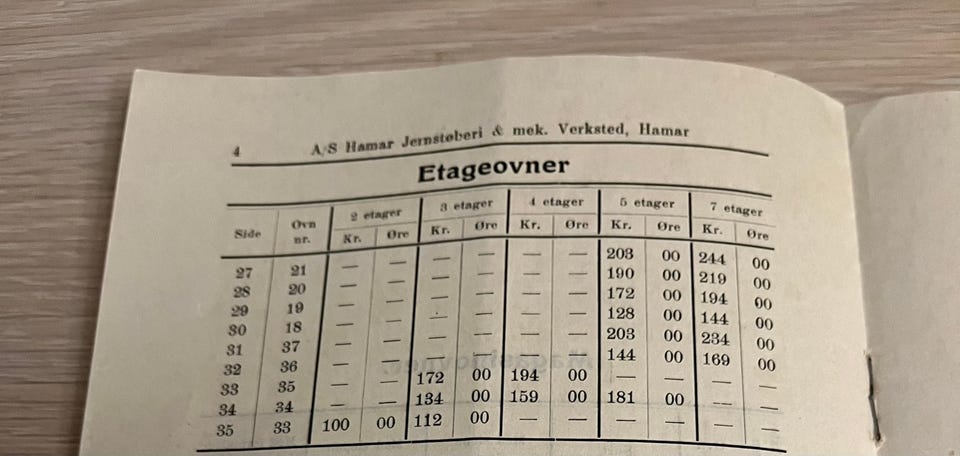 4 A/S Hamar Jernstøberi & mek. Verksted, Hamar
Etageovner
Side Ovn nr. 2 etager 3 etager 4 etager 5 etager 7 etager
Kr. Øre Kr. Øre Kr. Øre Kr. Øre Kr. Øre
27 21 — — — — — — 203 00 244 00
28 20 — — — — — — 190 00 219 00
29 19 — — — — — — 172 00 194 00
30 18 — — — — — — 128 00 144 00
31 37 — — — — — — 203 00 234 00
32 36 — — — — — — 144 00 169 00
33 35 — — 172 00 194 00 — — — —
34 34 — — 134 00 159 00 181 00 — —
35 33 100 00 112 00 — — — — — —